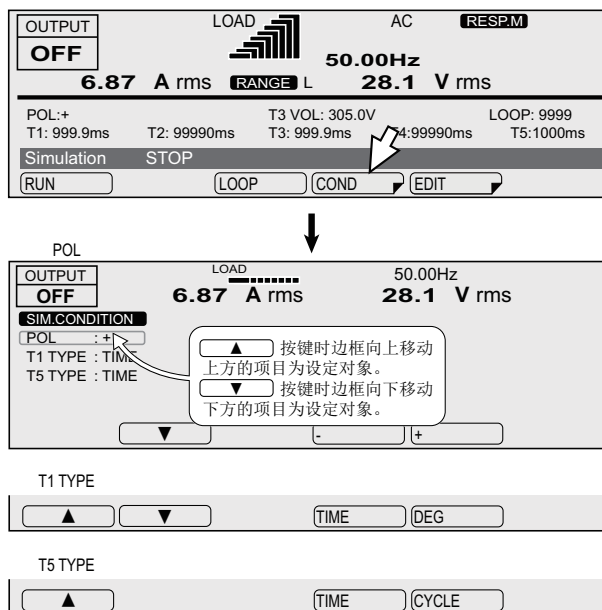 OUTPUT LOAD AC RESP.M
OFF 50.00Hz
6.87 A rms RANGE L 28.1 V rms
POL:+ T3 VOL: 305.0V LOOP: 9999
T1: 999.9ms T2: 99990ms T3: 999.9ms T4:99990ms T5:1000ms
Simulation STOP
RUN LOOP COND EDIT
POL
OUTPUT LOAD 50.00Hz
OFF 6.87 A rms 28.1 V rms
SIM.CONDITION
POL : +
T1 TYPE : TIME
T5 TYPE : TIME
▲ 按键时边框向上移动
上方的项目为设定对象。
▼ 按键时边框向下移动
下方的项目为设定对象。
▼ - +
T1 TYPE
▲ ▼ TIME DEG
T5 TYPE
▲ TIME CYCLE